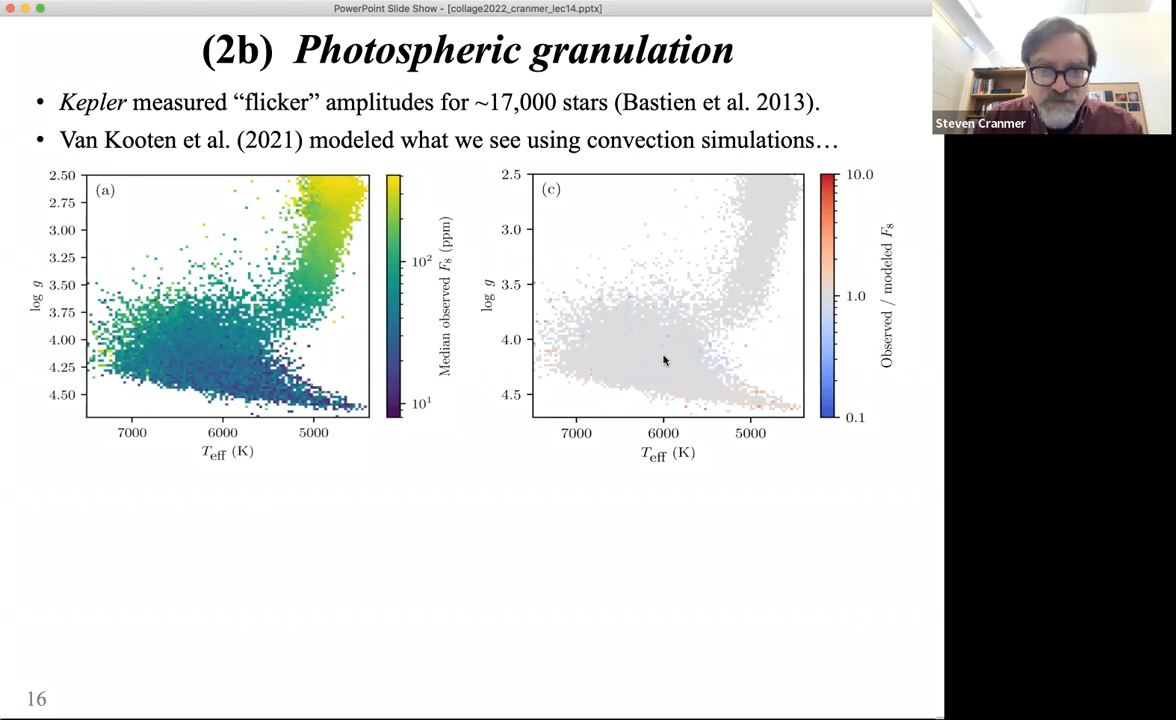 PowerPoint Slide Show - [collage2022_cranmer_lec14.pptx]
(2b) Photospheric granulation
• Kepler measured “flicker” amplitudes for ~17,000 stars (Bastien et al. 2013).
• Van Kooten et al. (2021) modeled what we see using convection simulations…
Steven Cranmer
(a)
2.50
2.75
3.00
3.25
3.50
3.75
4.00
4.25
4.50
log g
7000
6000
5000
Teff (K)
10²
10¹
Median observed F8 (ppm)
(c)
2.5
3.0
3.5
4.0
4.5
log g
7000
6000
5000
Teff (K)
10.0
1.0
0.1
Observed / modeled F8
16